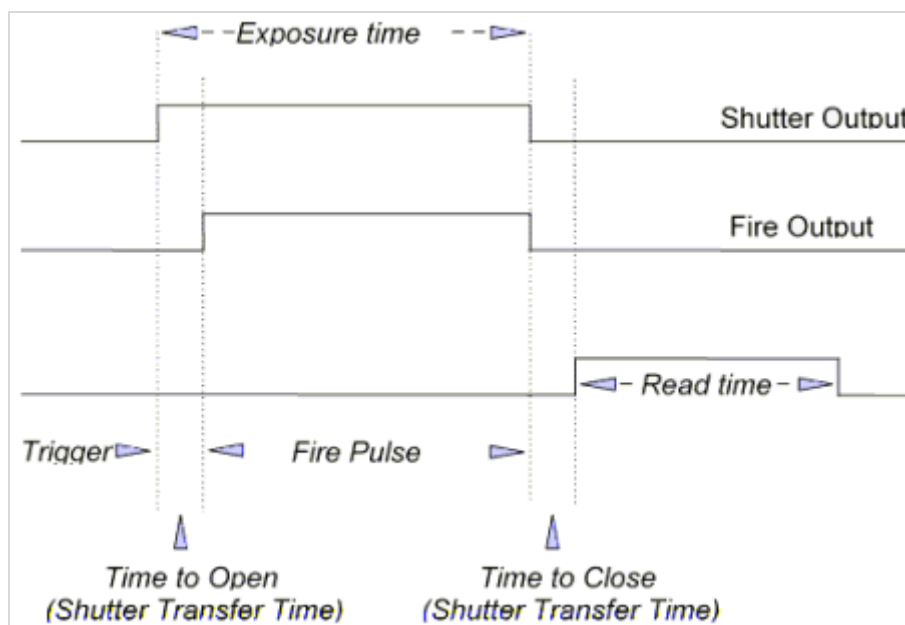 Exposure time
Shutter Output
Fire Output
Read time
Trigger
Fire Pulse
Time to Open
(Shutter Transfer Time)
Time to Close
(Shutter Transfer Time)